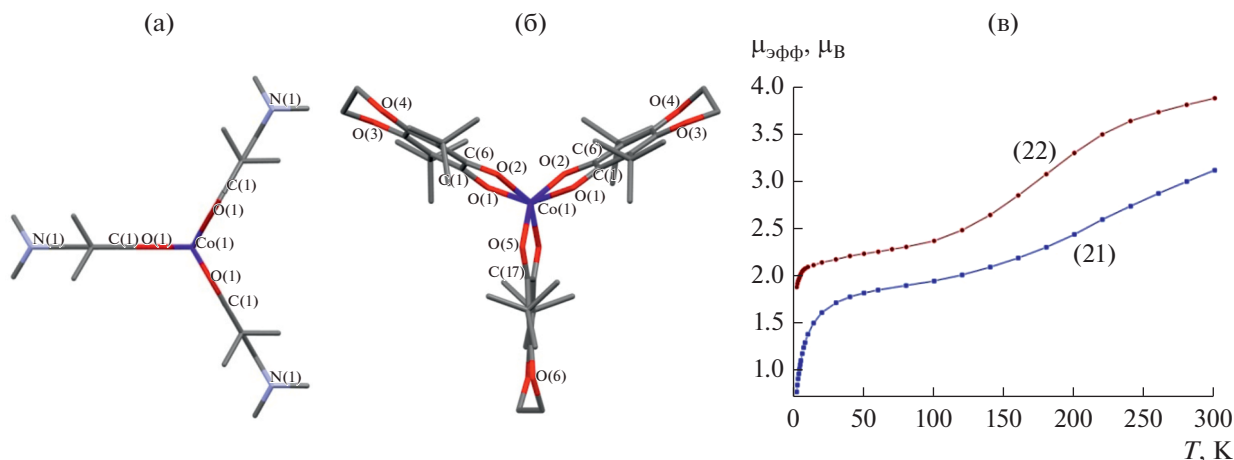 (а)
(б)
(в)
N(1)
C(1)
O(1)
N(1)
C(1)
O(1)
Co(1)
O(1)
C(1)
N(1)
O(4)
O(3)
C(6)
O(2)
C(1)
O(1)
O(4)
O(3)
C(6)
O(2)
C(1)
O(1)
Co(1)
O(5)
C(17)
O(6)
μэфф, μB
4.0
3.5
3.0
2.5
2.0
1.5
1.0
(22)
(21)
0 50 100 150 200 250 300
T, K